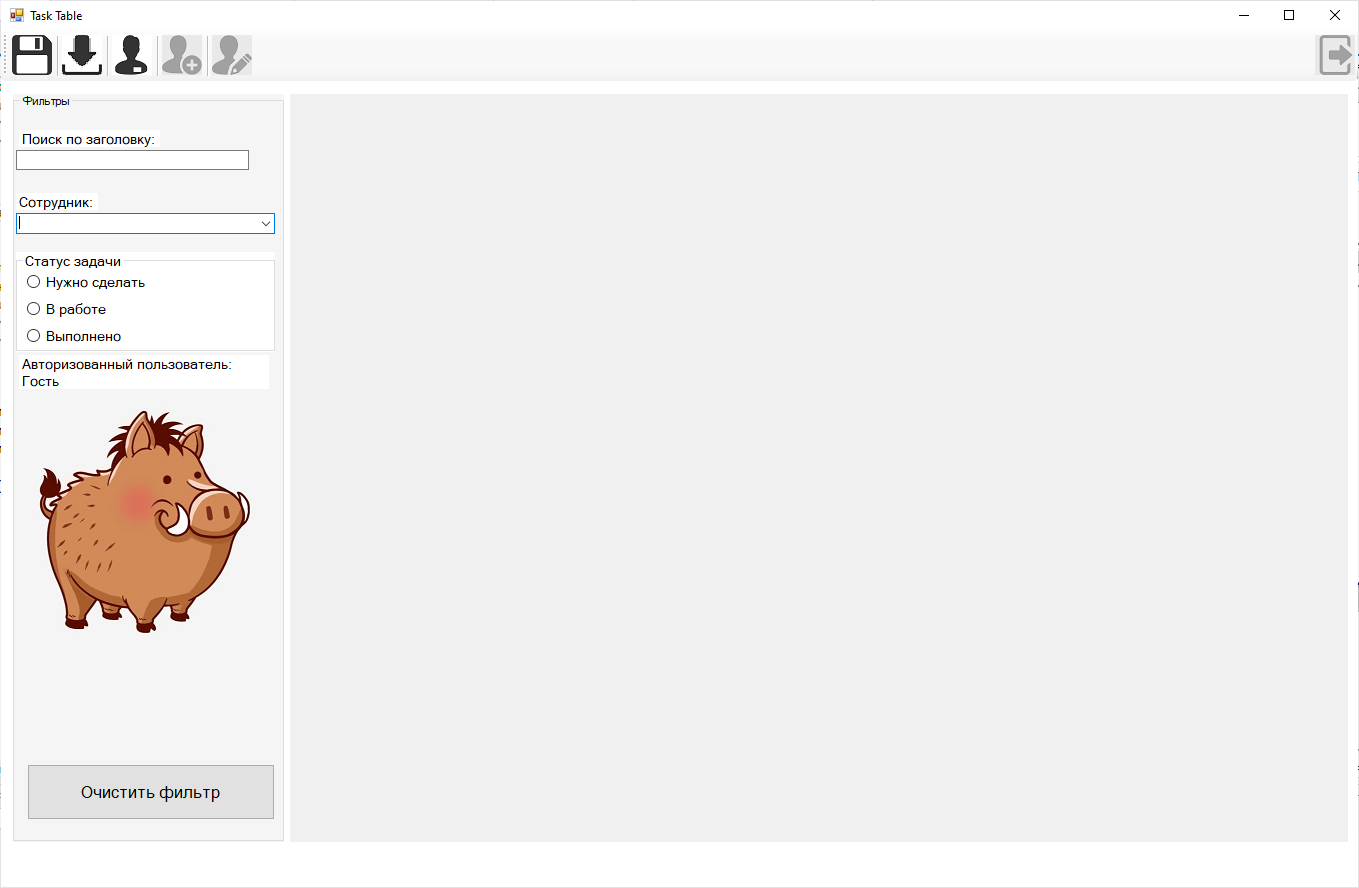 Task Table
Фильтры
Поиск по заголовку:
Сотрудник:
Статус задачи
Нужно сделать
В работе
Выполнено
Авторизованный пользователь:
Гость
Очистить фильтр